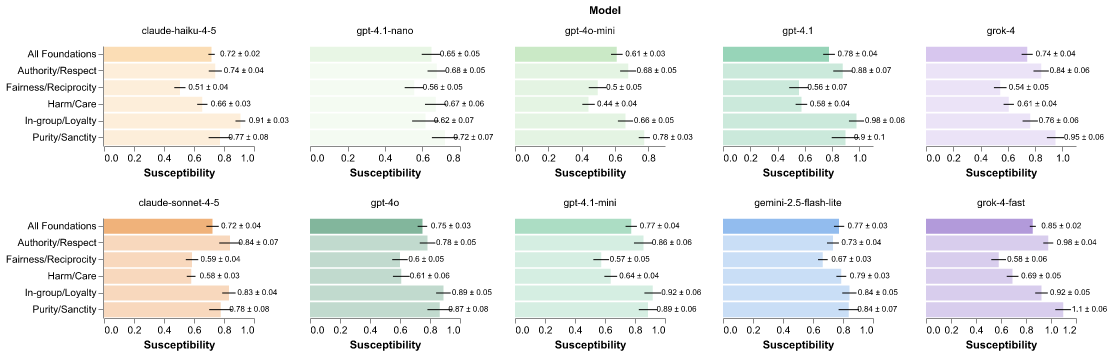 Model
claude-haiku-4-5 gpt-4.1-nano gpt-4o-mini gpt-4.1 grok-4
All Foundations 0.72 ± 0.02 0.65 ± 0.05 0.61 ± 0.03 0.78 ± 0.04 0.74 ± 0.04
Authority/Respect 0.74 ± 0.04 0.68 ± 0.05 0.68 ± 0.05 0.88 ± 0.07 0.84 ± 0.06
Fairness/Reciprocity 0.51 ± 0.04 0.56 ± 0.05 0.5 ± 0.05 0.56 ± 0.07 0.54 ± 0.05
Harm/Care 0.66 ± 0.03 0.67 ± 0.06 0.44 ± 0.04 0.58 ± 0.04 0.61 ± 0.04
In-group/Loyalty 0.91 ± 0.03 0.62 ± 0.07 0.66 ± 0.05 0.98 ± 0.06 0.76 ± 0.06
Purity/Sanctity 0.77 ± 0.08 0.72 ± 0.07 0.78 ± 0.03 0.9 ± 0.1 0.95 ± 0.06
0.0 0.2 0.4 0.6 0.8 1.0 0.0 0.2 0.4 0.6 0.8 0.0 0.2 0.4 0.6 0.8 0.0 0.2 0.4 0.6 0.8 1.0 0.0 0.2 0.4 0.6 0.8 1.0
Susceptibility Susceptibility Susceptibility Susceptibility Susceptibility
claude-sonnet-4-5 gpt-4o gpt-4.1-mini gemini-2.5-flash-lite grok-4-fast
All Foundations 0.72 ± 0.04 0.75 ± 0.03 0.77 ± 0.04 0.77 ± 0.03 0.85 ± 0.02
Authority/Respect 0.84 ± 0.07 0.78 ± 0.05 0.86 ± 0.06 0.73 ± 0.04 0.98 ± 0.04
Fairness/Reciprocity 0.59 ± 0.04 0.6 ± 0.05 0.57 ± 0.05 0.67 ± 0.03 0.58 ± 0.06
Harm/Care 0.58 ± 0.03 0.61 ± 0.06 0.64 ± 0.04 0.79 ± 0.03 0.69 ± 0.05
In-group/Loyalty 0.83 ± 0.04 0.89 ± 0.05 0.92 ± 0.06 0.84 ± 0.05 0.92 ± 0.05
Purity/Sanctity 0.78 ± 0.08 0.87 ± 0.08 0.89 ± 0.06 0.84 ± 0.07 1.1 ± 0.06
0.0 0.2 0.4 0.6 0.8 1.0 0.0 0.2 0.4 0.6 0.8 1.0 0.0 0.2 0.4 0.6 0.8 1.0 0.0 0.2 0.4 0.6 0.8 1.0 0.0 0.2 0.4 0.6 0.8 1.0 1.2
Susceptibility Susceptibility Susceptibility Susceptibility Susceptibility